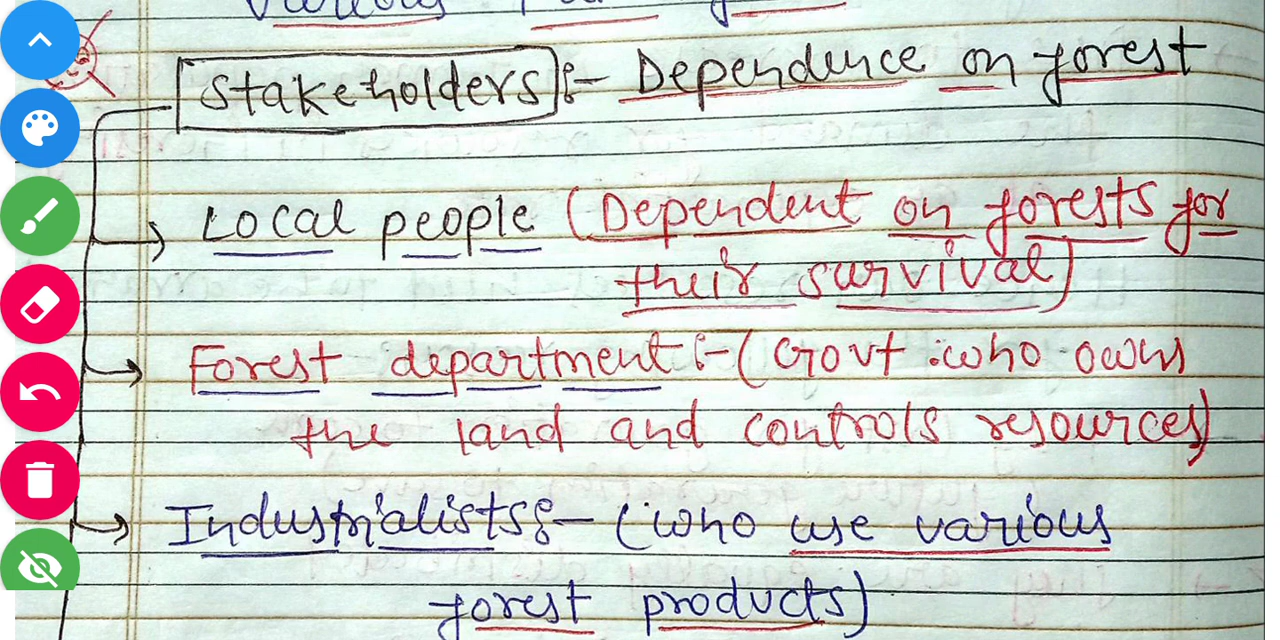 Various
Stakeholders :- Dependence on forest
Local people (Dependent on forests for
their survival)
Forest department :- (Govt. who owns
the land and controls resources)
Industrialists :- (who use various
forest products)